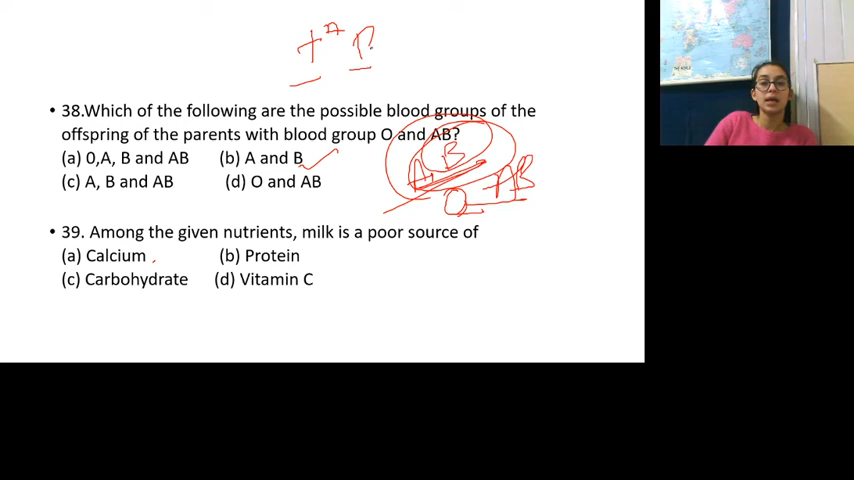 • 38.Which of the following are the possible blood groups of the
offspring of the parents with blood group O and AB?
(a) 0,A, B and AB (b) A and B
(c) A, B and AB (d) O and AB
A, B
O AB
• 39. Among the given nutrients, milk is a poor source of
(a) Calcium (b) Protein
(c) Carbohydrate (d) Vitamin C